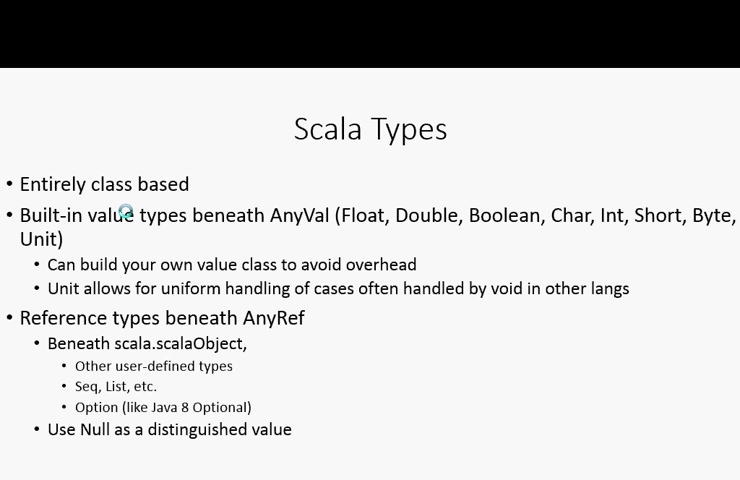 Scala Types
• Entirely class based
• Built-in value types beneath AnyVal (Float, Double, Boolean, Char, Int, Short, Byte,
Unit)
• Can build your own value class to avoid overhead
• Unit allows for uniform handling of cases often handled by void in other langs
• Reference types beneath AnyRef
• Beneath scala.scalaObject,
• Other user-defined types
• Seq, List, etc.
• Option (like Java 8 Optional)
• Use Null as a distinguished value